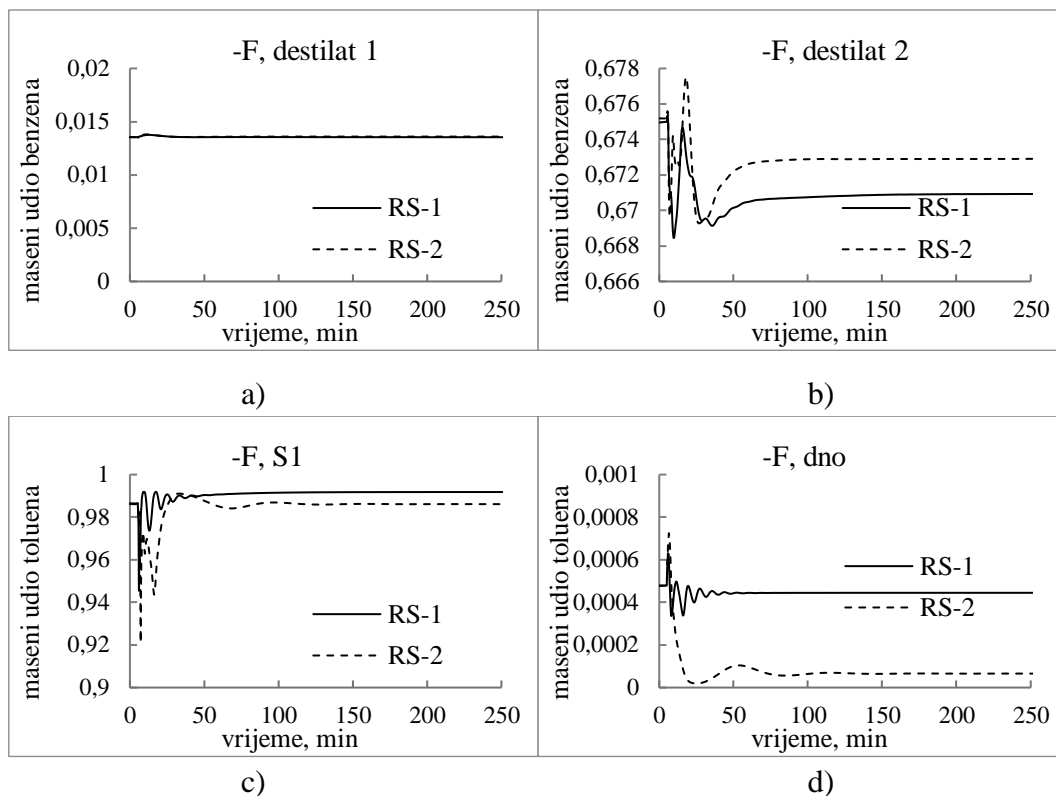 -F, destilat 1
maseni udio benzena
0,02
0,015
0,01
0,005
0
RS-1
RS-2
0 50 100 150 200 250
vrijeme, min
a)
-F, destilat 2
maseni udio benzena
0,678
0,676
0,674
0,672
0,67
0,668
0,666
RS-1
RS-2
0 50 100 150 200 250
vrijeme, min
b)
-F, S1
maseni udio toluena
1
0,98
0,96
0,94
0,92
0,9
RS-1
RS-2
0 50 100 150 200 250
vrijeme, min
c)
-F, dno
maseni udio toluena
0,001
0,0008
0,0006
0,0004
0,0002
0
RS-1
RS-2
0 50 100 150 200 250
vrijeme, min
d)